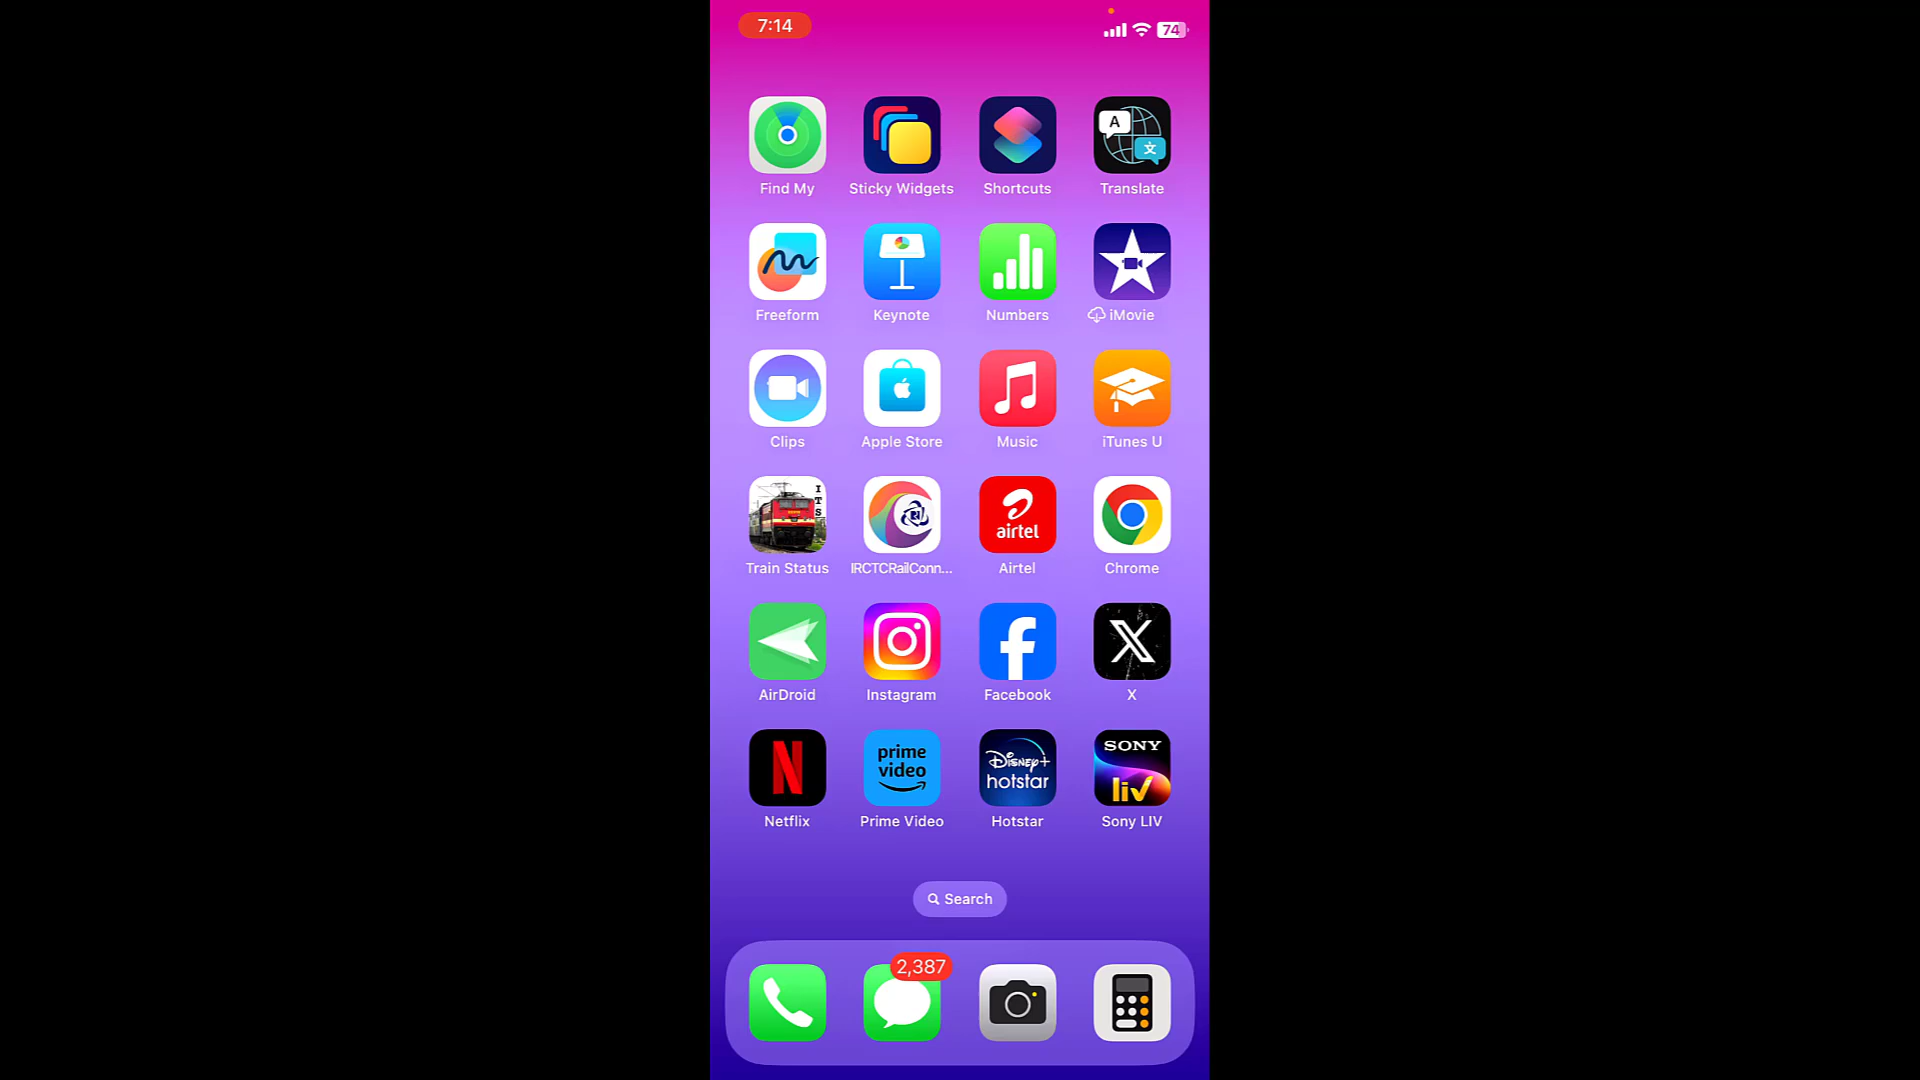 7:14
74
Find My
Sticky Widgets
Shortcuts
A
文
Translate
Freeform
Keynote
Numbers
iMovie
Clips
Apple Store
Music
iTunes U
I
T
S
Train Status
IRCTCRailConn...
airtel
Airtel
Chrome
AirDroid
Instagram
Facebook
X
N
Netflix
prime
video
Prime Video
Disney+
hotstar
Hotstar
SONY
liv
Sony LIV
Search
2,387